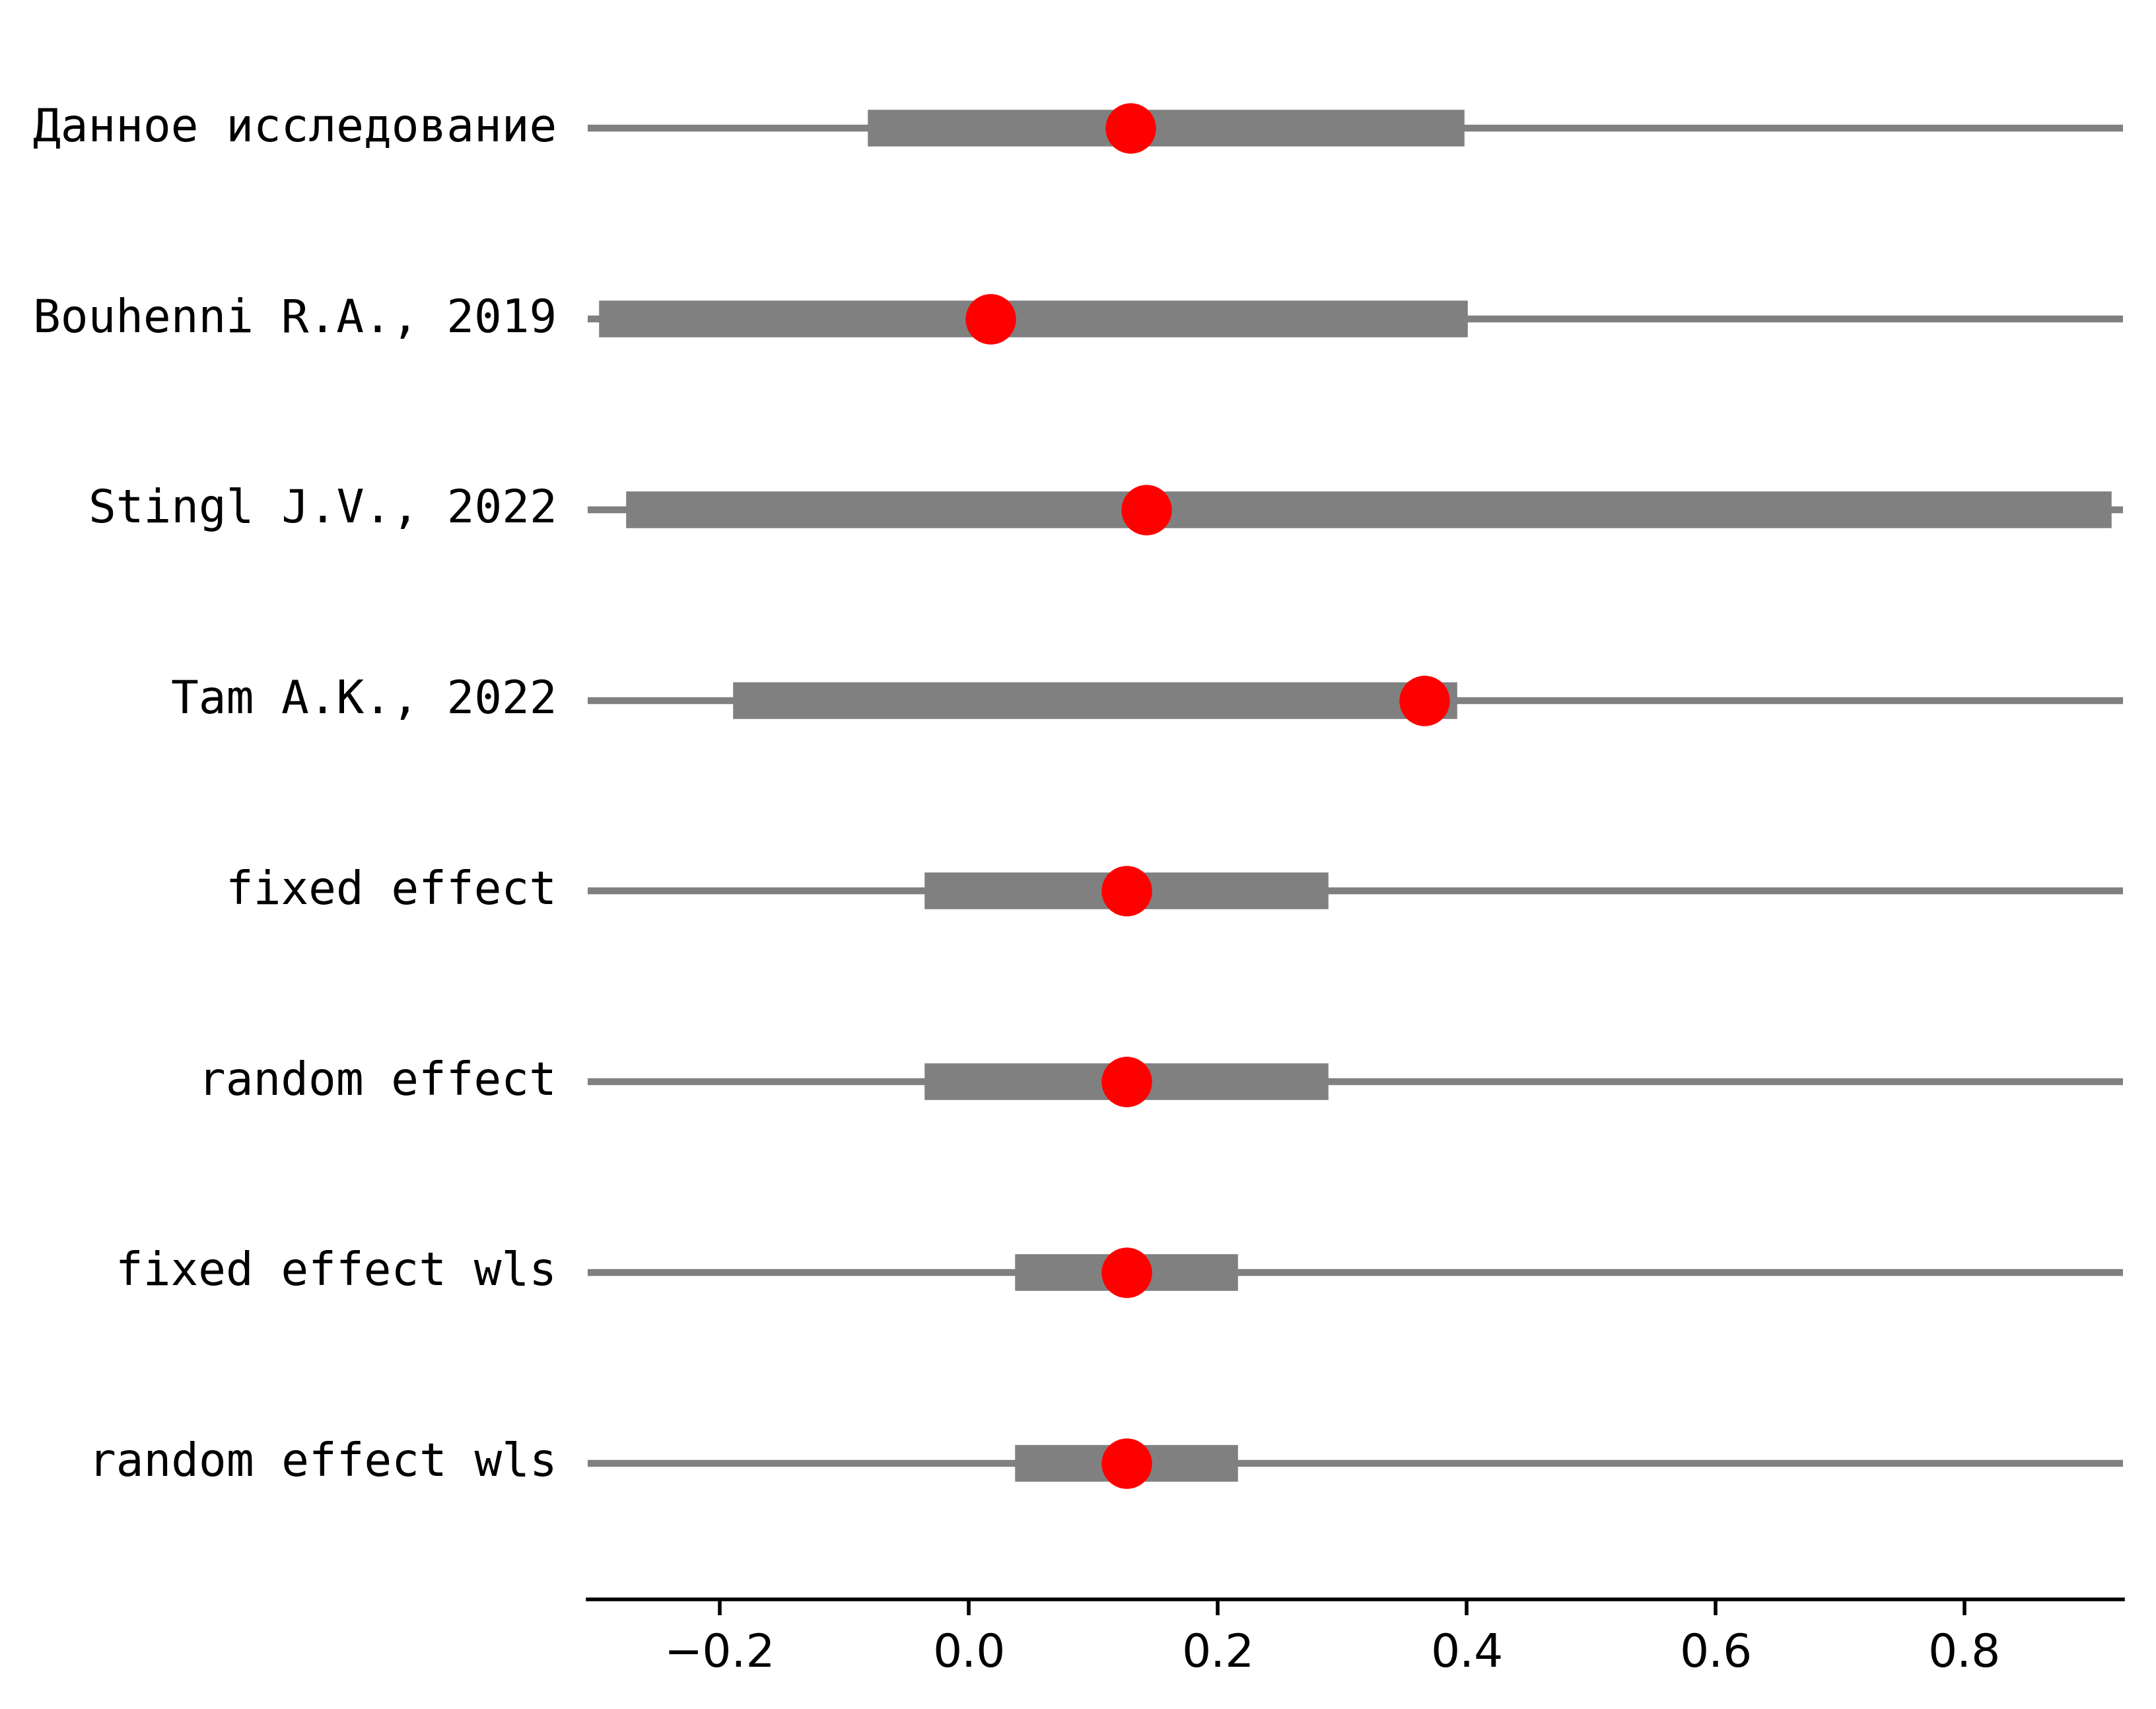 Данное исследование
Bouhenni R.A., 2019
Stingl J.V., 2022
Tam A.K., 2022
fixed effect
random effect
fixed effect wls
random effect wls
−0.2 0.0 0.2 0.4 0.6 0.8